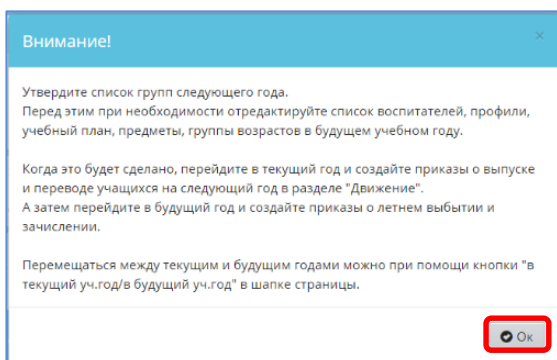 Внимание!
×
Утвердите список групп следующего года.
Перед этим при необходимости отредактируйте список воспитателей, профили,
учебный план, предметы, группы возрастов в будущем учебном году.
Когда это будет сделано, перейдите в текущий год и создайте приказы о выпуске
и переводе учащихся на следующий год в разделе "Движение".
А затем перейдите в будущий год и создайте приказы о летнем выбытии и
зачислении.
Перемещаться между текущим и будущим годами можно при помощи кнопки "в
текущий уч.год/в будущий уч.год" в шапке страницы.
Ок